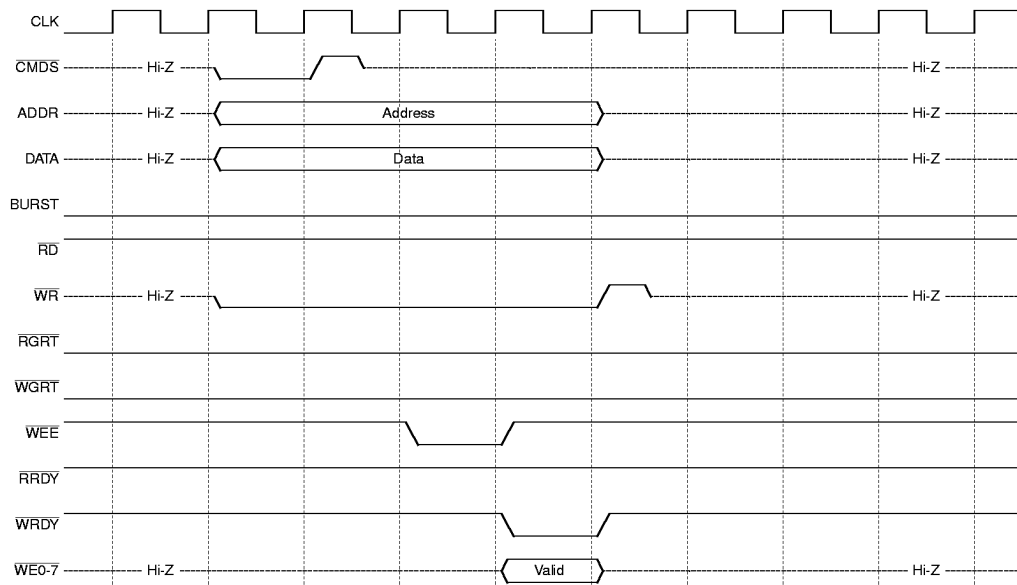 CLK
CMDS Hi-Z Hi-Z
ADDR Hi-Z Address Hi-Z
DATA Hi-Z Data Hi-Z
BURST
RD
WR Hi-Z Hi-Z
RGRT
WGRT
WEE
RRDY
WRDY
WE0-7 Hi-Z Valid Hi-Z